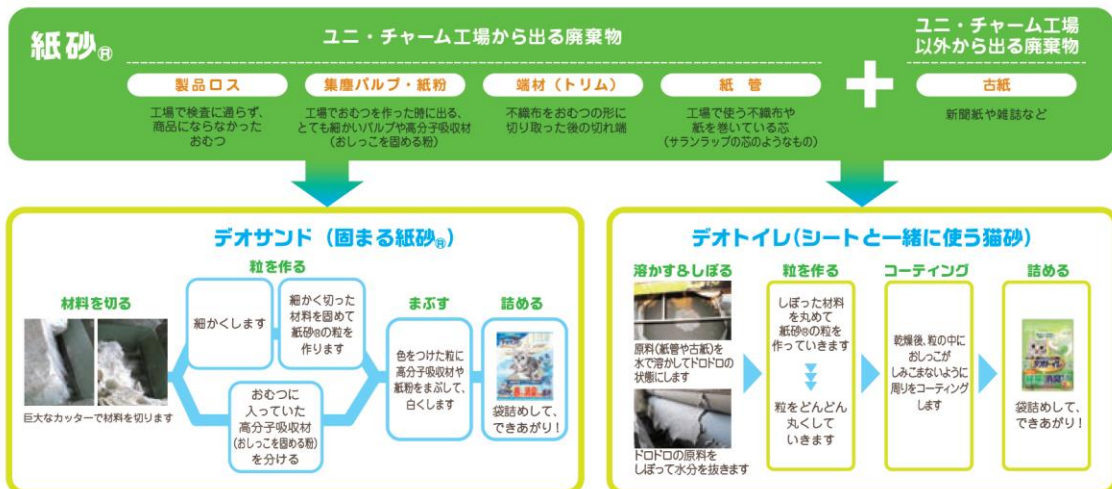 紙砂®
ユニ・チャーム工場から出る廃棄物
ユニ・チャーム工場
以外から出る廃棄物
製品ロス
工場で検査に通らず、
商品にならなかった
おむつ
集塵パルプ・紙粉
工場でおむつを作った時に出る、
とても細かいパルプや高分子吸収材
(おしっこを固める粉)
端材(トリム)
不織布をおむつの形に
切り取った後の切れ端
紙管
工場で使う不織布や
紙を巻いている芯
(サランラップの芯のようなもの)
+
古紙
新聞紙や雑誌など
デオサンド(固まる紙砂®)
材料を切る
巨大なカッターで材料を切ります
粒を作る
細かくします
細かく切った
材料を固めて
紙砂®の粒を
作ります
おむつに
入っていた
高分子吸収材
(おしっこを固める粉)
を分ける
まぶす
色をつけた粒に
高分子吸収材や
紙粉をまぶして、
白くします
詰める
袋詰めして、
できあがり!
デオトイレ(シートと一緒に使う猫砂)
溶かす&しぼる
原料(紙管や古紙)を
水で溶かしてドロドロの
状態にします
ドロドロの原料を
しぼって水分を抜きます
粒を作る
しぼった材料
を丸めて
紙砂®の粒を
作っていきます
粒をどんどん
丸くして
いきます
コーティング
乾燥後、粒の中に
おしっこが
しみこまないように
周りをコーティング
します
詰める
デオトイレ
袋詰めして、
できあがり!